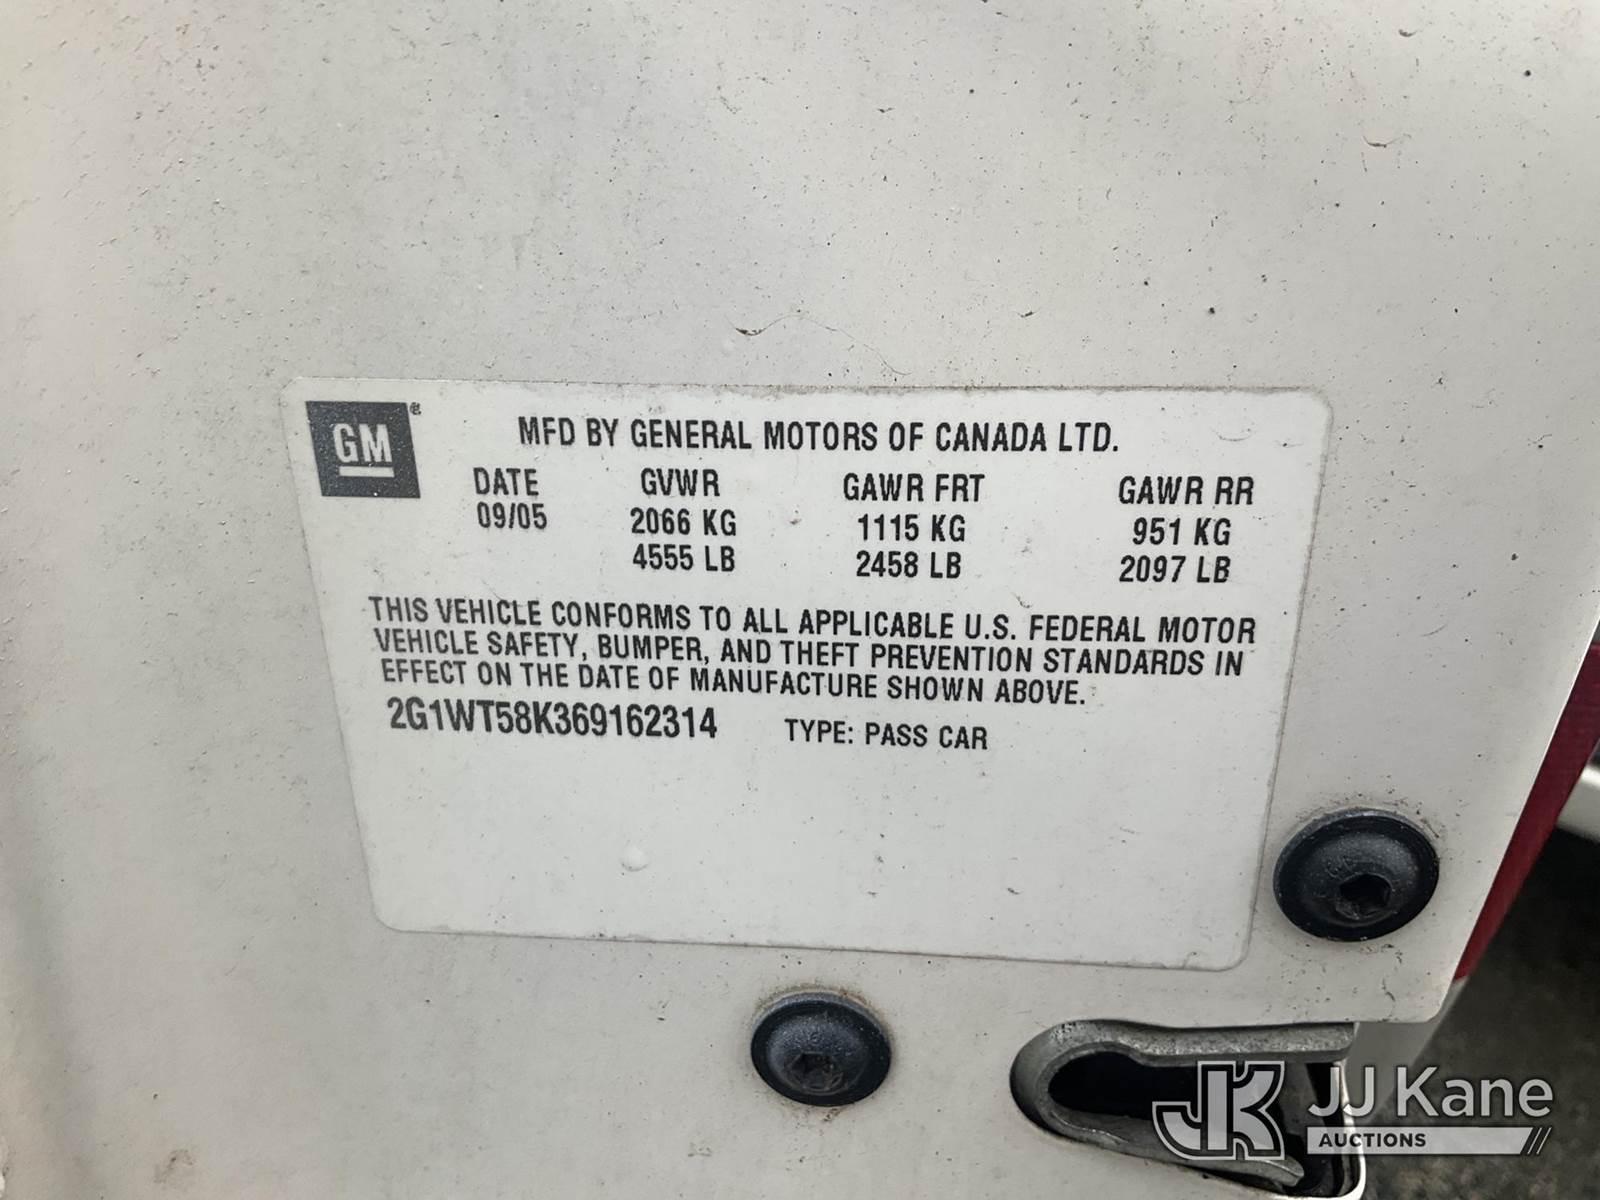 GM®
MFD BY GENERAL MOTORS OF CANADA LTD.
DATE GVWR GAWR FRT GAWR RR
09/05 2066 KG 1115 KG 951 KG
4555 LB 2458 LB 2097 LB
THIS VEHICLE CONFORMS TO ALL APPLICABLE U.S. FEDERAL MOTOR
VEHICLE SAFETY, BUMPER, AND THEFT PREVENTION STANDARDS IN
EFFECT ON THE DATE OF MANUFACTURE SHOWN ABOVE.
2G1WT58K369162314 TYPE: PASS CAR
JK JJ Kane
AUCTIONS